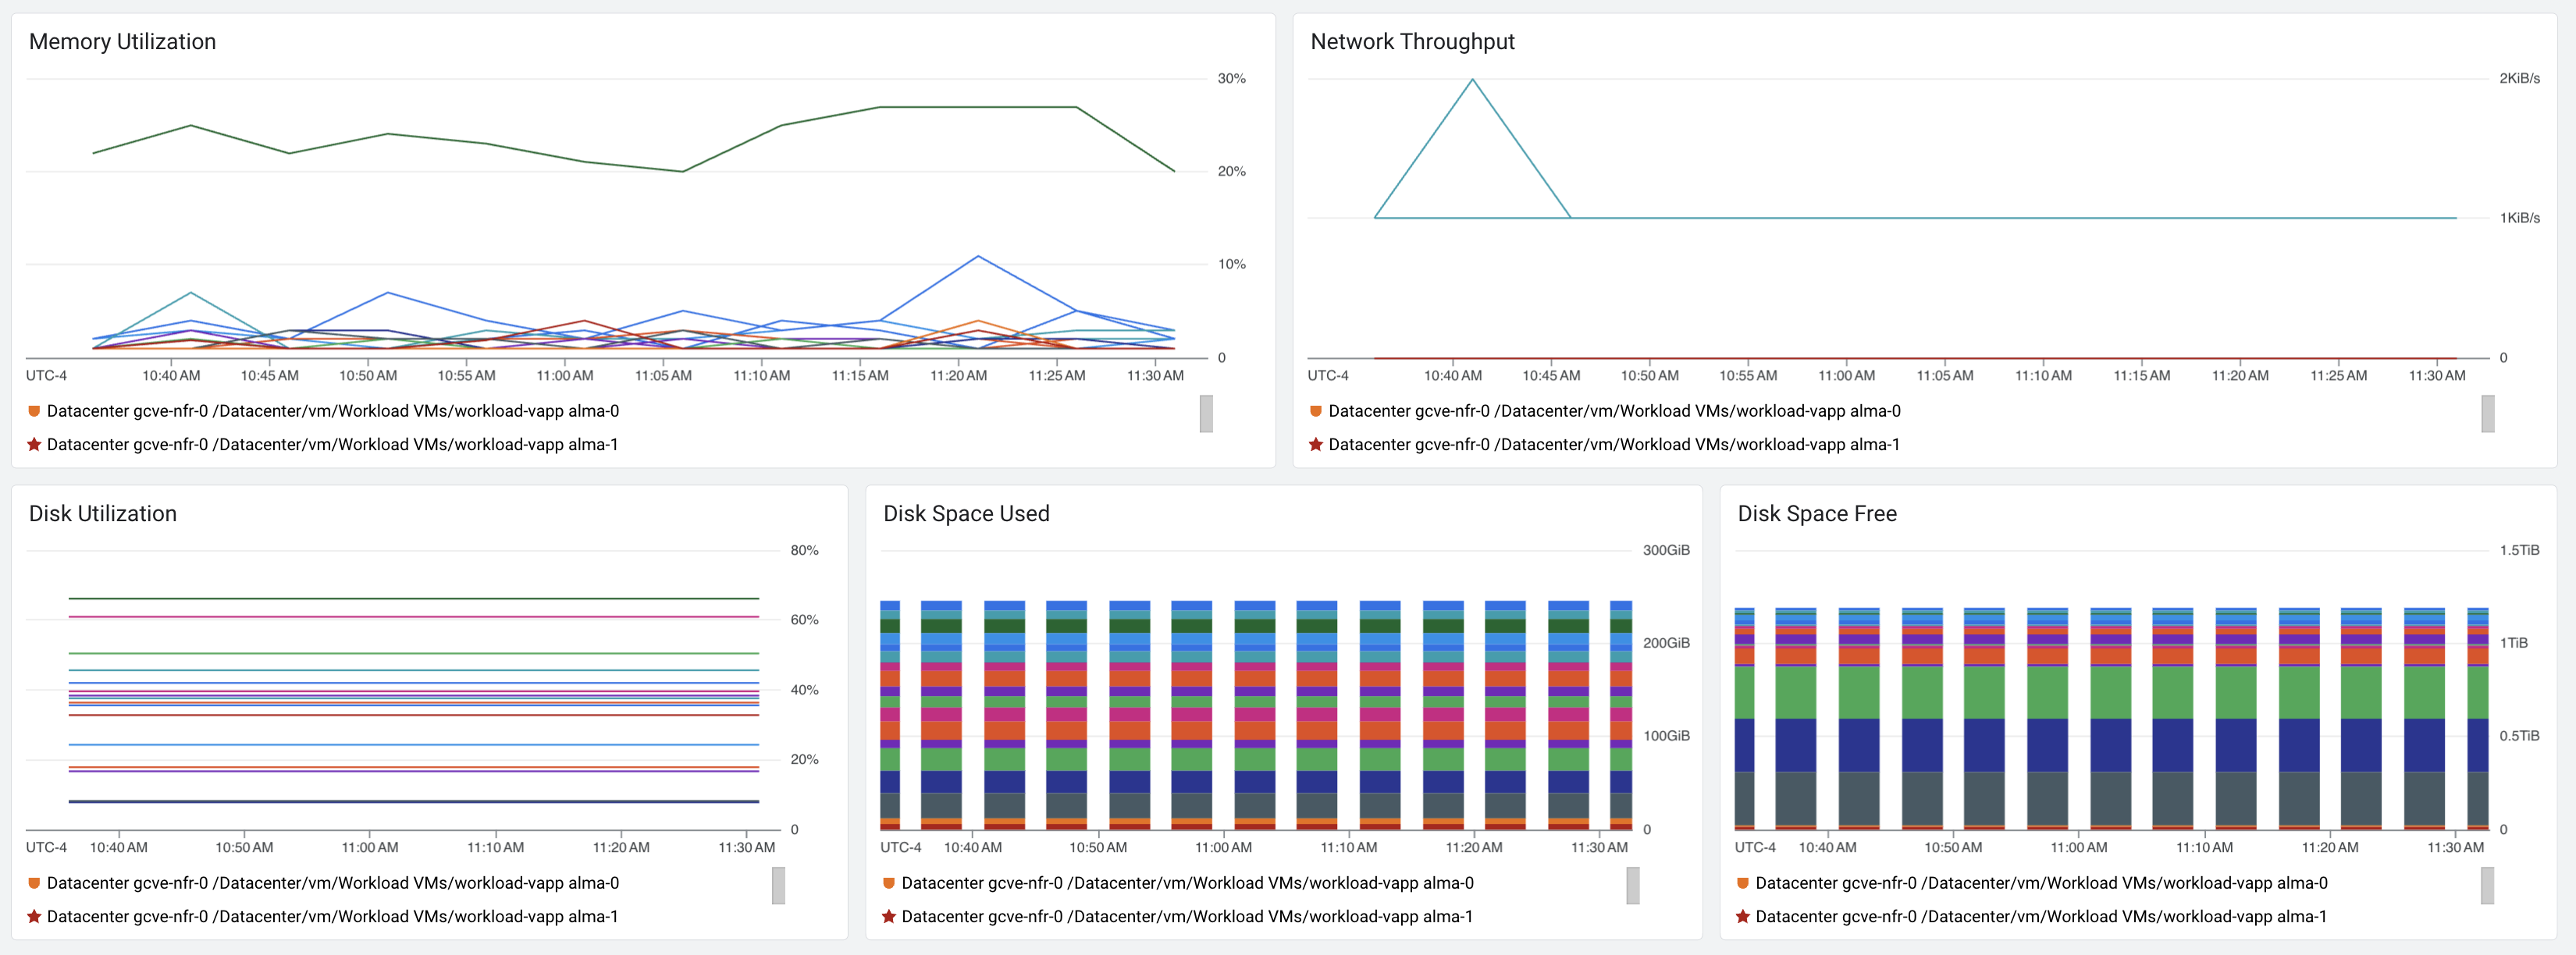 Memory Utilization
30%
20%
10%
0
UTC-4 10:40 AM 10:45 AM 10:50 AM 10:55 AM 11:00 AM 11:05 AM 11:10 AM 11:15 AM 11:20 AM 11:25 AM 11:30 AM
Datacenter gcve-nfr-0 /Datacenter/vm/Workload VMs/workload-vapp alma-0
Datacenter gcve-nfr-0 /Datacenter/vm/Workload VMs/workload-vapp alma-1
Network Throughput
2KiB/s
1KiB/s
0
UTC-4 10:40 AM 10:45 AM 10:50 AM 10:55 AM 11:00 AM 11:05 AM 11:10 AM 11:15 AM 11:20 AM 11:25 AM 11:30 AM
Datacenter gcve-nfr-0 /Datacenter/vm/Workload VMs/workload-vapp alma-0
Datacenter gcve-nfr-0 /Datacenter/vm/Workload VMs/workload-vapp alma-1
Disk Utilization
80%
60%
40%
20%
0
UTC-4 10:40 AM 10:50 AM 11:00 AM 11:10 AM 11:20 AM 11:30 AM
Datacenter gcve-nfr-0 /Datacenter/vm/Workload VMs/workload-vapp alma-0
Datacenter gcve-nfr-0 /Datacenter/vm/Workload VMs/workload-vapp alma-1
Disk Space Used
300GiB
200GiB
100GiB
0
UTC-4 10:40 AM 10:50 AM 11:00 AM 11:10 AM 11:20 AM 11:30 AM
Datacenter gcve-nfr-0 /Datacenter/vm/Workload VMs/workload-vapp alma-0
Datacenter gcve-nfr-0 /Datacenter/vm/Workload VMs/workload-vapp alma-1
Disk Space Free
1.5TiB
1TiB
0.5TiB
0
UTC-4 10:40 AM 10:50 AM 11:00 AM 11:10 AM 11:20 AM 11:30 AM
Datacenter gcve-nfr-0 /Datacenter/vm/Workload VMs/workload-vapp alma-0
Datacenter gcve-nfr-0 /Datacenter/vm/Workload VMs/workload-vapp alma-1